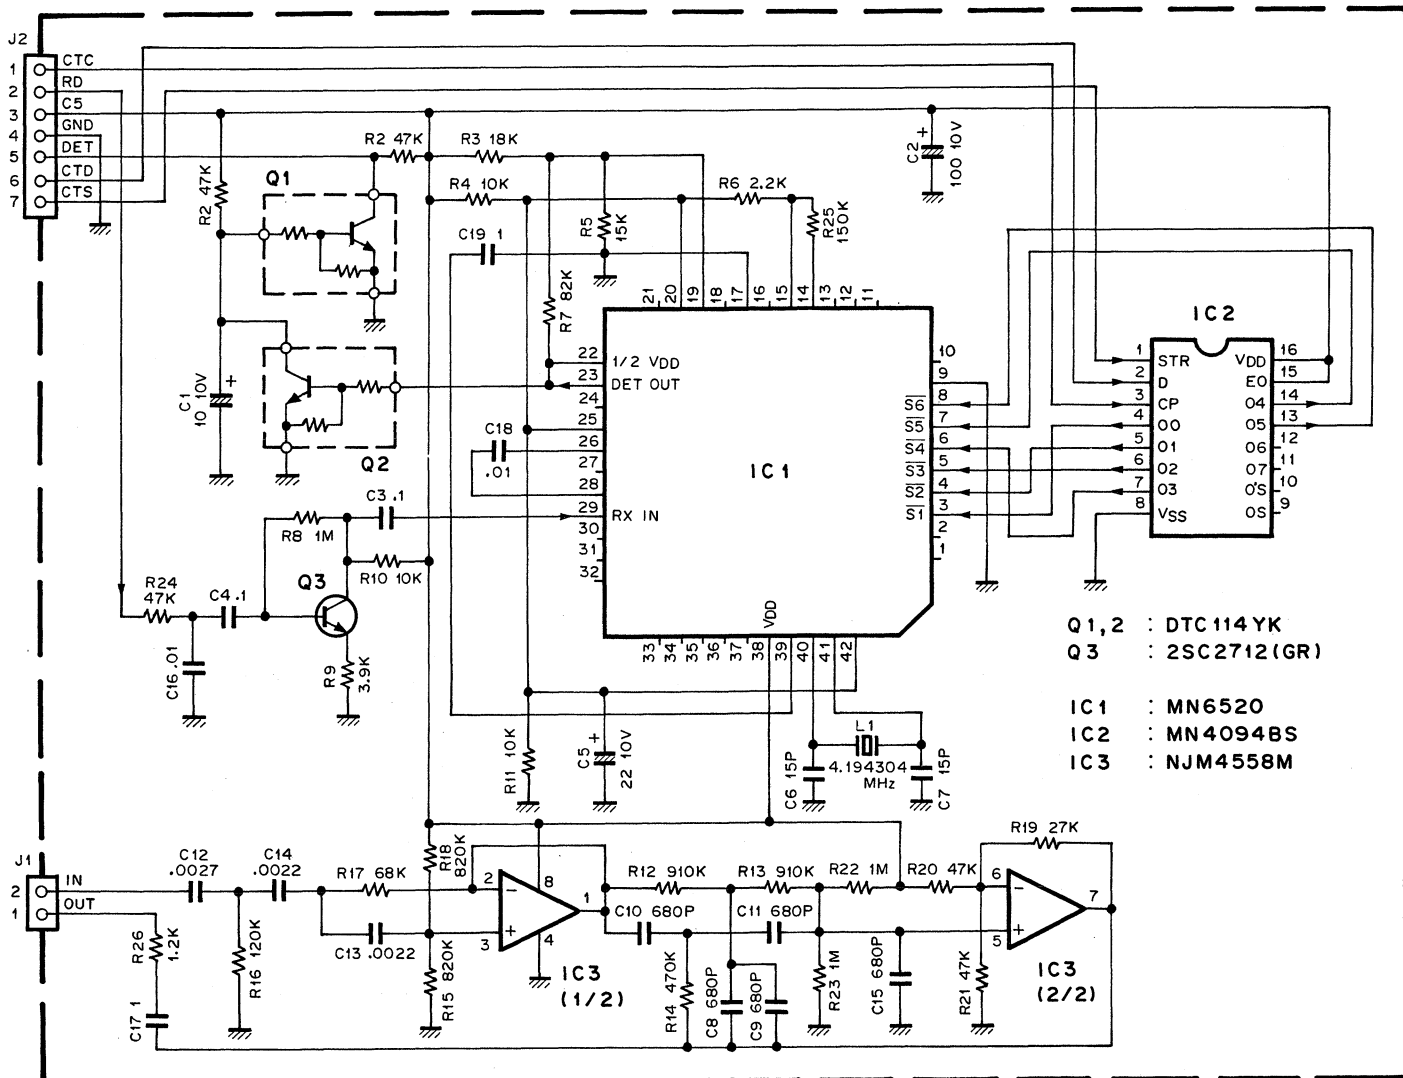 J2
1 CTC
2 RD
3 C5
4 GND
5 DET
6 CTD
7 CTS
R2 47K
R3 18K
R4 10K
R6 2.2K
C2 + 100 10V
Q1
R2 47K
C19 1
R5 15K
R25 150K
R7 82K
21 20 19 18 17 16 15 14 13 12 11
IC2
22 1/2 VDD
23 DET OUT
24
25
26
27
28
29 RX IN
30
31
32
10
9
8 S6
7 S5
6 S4
5 S3
4 S2
3 S1
2
1
IC1
VDD
33 34 35 36 37 38 39 40 41 42
1 STR
2 D
3 CP
4 O0
5 O1
6 O2
7 O3
8 VSS
VDD 16
EO 15
O4 14
O5 13
O6 12
O7 11
O'S 10
OS 9
C1 + 10 10V
Q2
C18 .01
C3 .1
R8 1M
R10 10K
Q3
R24 47K
C4 .1
C16 .01
R9 3.9K
R11 10K
C5 + 22 10V
L1
4.194304 MHz
C6 15P
C7 15P
Q1,2 : DTC114YK
Q3 : 2SC2712(GR)
IC1 : MN6520
IC2 : MN4094BS
IC3 : NJM4558M
J1
2 IN
1 OUT
C12 .0027
C14 .0022
R17 68K
R18 820K
C13 .0022
R16 120K
R15 820K
R26 1.2K
C17 1
2 −
3 +
8
1
4
IC3
(1/2)
R12 910K
R13 910K
R22 1M
R20 47K
R19 27K
C10 680P
C11 680P
R14 470K
C8 680P
C9 680P
R23 1M
C15 680P
R21 47K
6 −
5 +
7
IC3
(2/2)